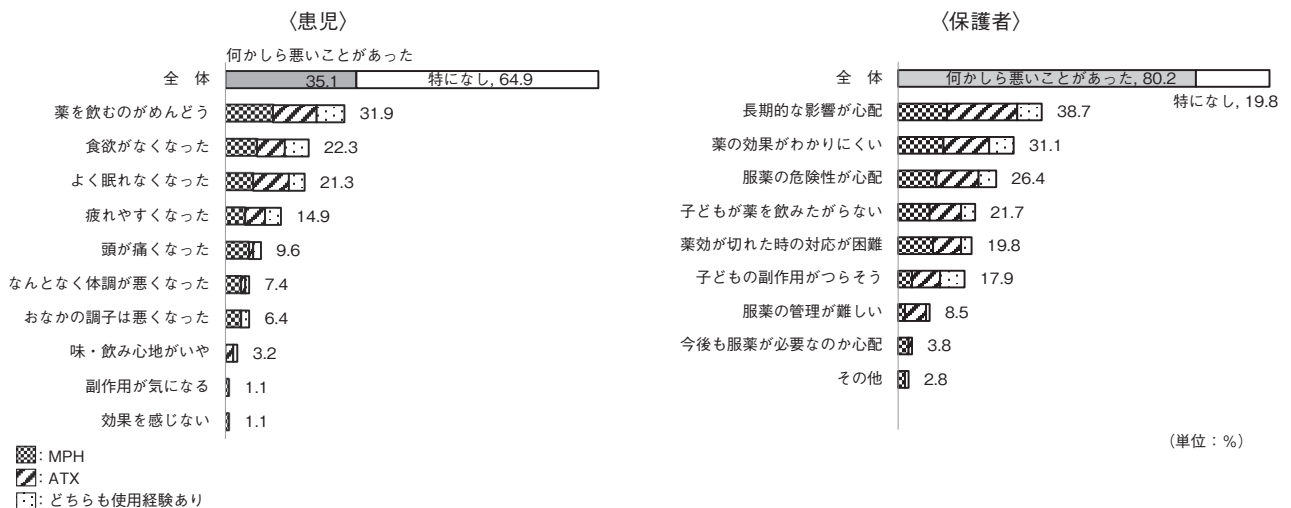 〈患児〉
何かしら悪いことがあった
全　体
35.1
特になし, 64.9
薬を飲むのがめんどう 31.9
食欲がなくなった 22.3
よく眠れなくなった 21.3
疲れやすくなった 14.9
頭が痛くなった 9.6
なんとなく体調が悪くなった 7.4
おなかの調子は悪くなった 6.4
味・飲み心地がいや 3.2
副作用が気になる 1.1
効果を感じない 1.1
: MPH
: ATX
: どちらも使用経験あり
〈保護者〉
全　体
何かしら悪いことがあった, 80.2
特になし, 19.8
長期的な影響が心配 38.7
薬の効果がわかりにくい 31.1
服薬の危険性が心配 26.4
子どもが薬を飲みたがらない 21.7
薬効が切れた時の対応が困難 19.8
子どもの副作用がつらそう 17.9
服薬の管理が難しい 8.5
今後も服薬が必要なのか心配 3.8
その他 2.8
（単位：%）